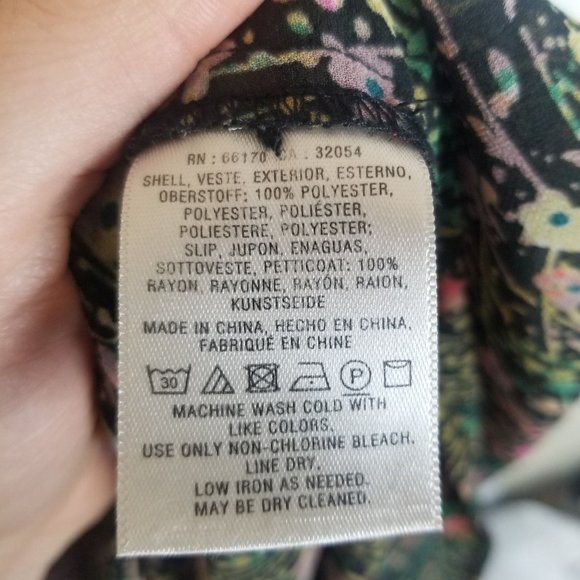 RN : 66170 CA : 32054
SHELL, VESTE, EXTERIOR, ESTERNO,
OBERSTOFF: 100% POLYESTER,
POLYESTER, POLIÉSTER,
POLIESTERE, POLYESTER;
SLIP, JUPON, ENAGUAS,
SOTTOVESTE, PETTICOAT: 100%
RAYON, RAYONNE, RAYÓN, RAION,
KUNSTSEIDE
MADE IN CHINA, HECHO EN CHINA,
FABRIQUÉ EN CHINE
30 P
MACHINE WASH COLD WITH
LIKE COLORS.
USE ONLY NON-CHLORINE BLEACH.
LINE DRY.
LOW IRON AS NEEDED.
MAY BE DRY CLEANED.